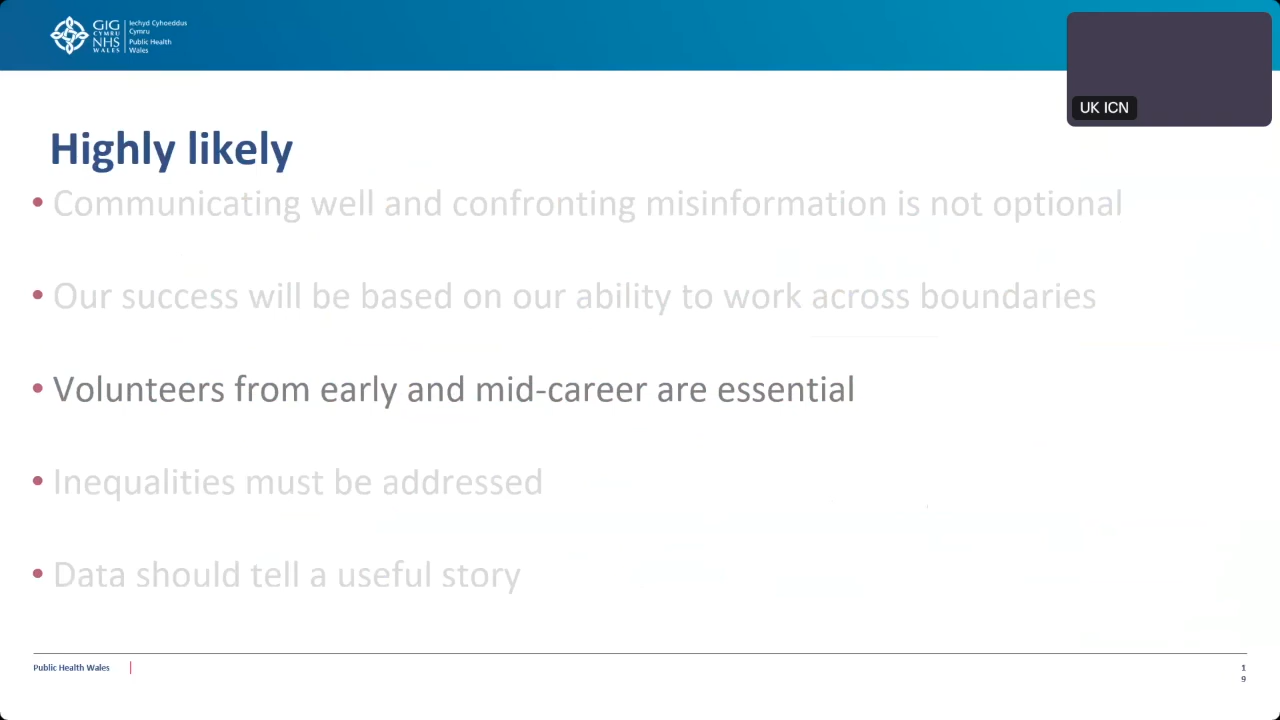 GIG
CYMRU
NHS
WALES
Iechyd Cyhoeddus
Cymru
Public Health
Wales
UK ICN
Highly likely
• Communicating well and confronting misinformation is not optional
• Our success will be based on our ability to work across boundaries
• Volunteers from early and mid-career are essential
• Inequalities must be addressed
• Data should tell a useful story
Public Health Wales
1
9